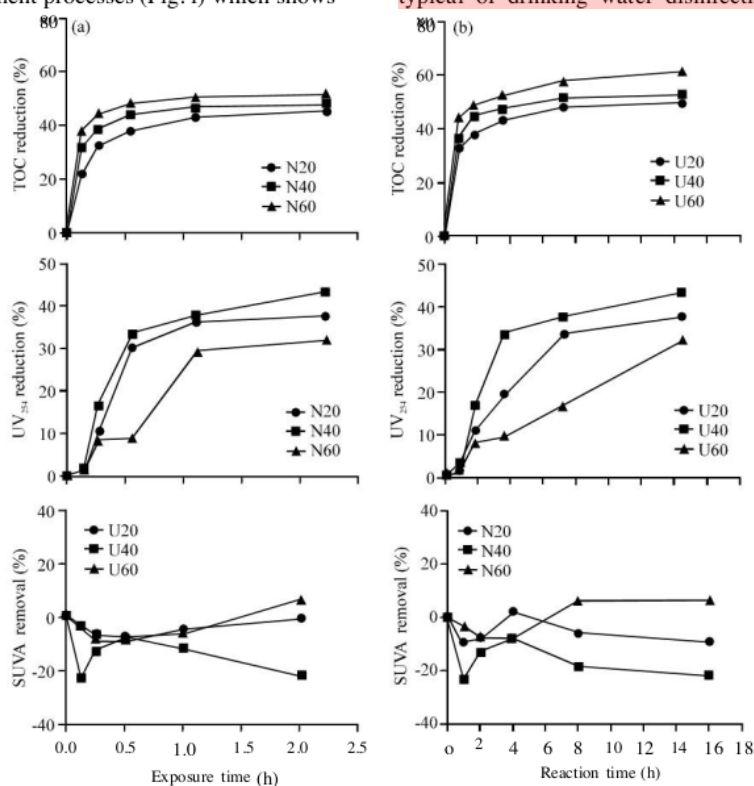 nent processes (Fig. 4) which shows
typical of drinking water disinfecti
(a)
80
60
40
20
0
TOC reduction (%)
N20
N40
N60
(b)
80
60
40
20
0
TOC reduction (%)
U20
U40
U60
50
40
30
20
10
0
UV254 reduction (%)
N20
N40
N60
50
40
30
20
10
0
UV254 reduction (%)
U20
U40
U60
40
20
0
-20
-40
SUVA removal (%)
U20
U40
U60
0.0 0.5 1.0 1.5 2.0 2.5
Exposure time (h)
40
20
0
-20
-40
SUVA removal (%)
N20
N40
N60
o 2 4 6 8 10 12 14 16 18
Reaction time (h)